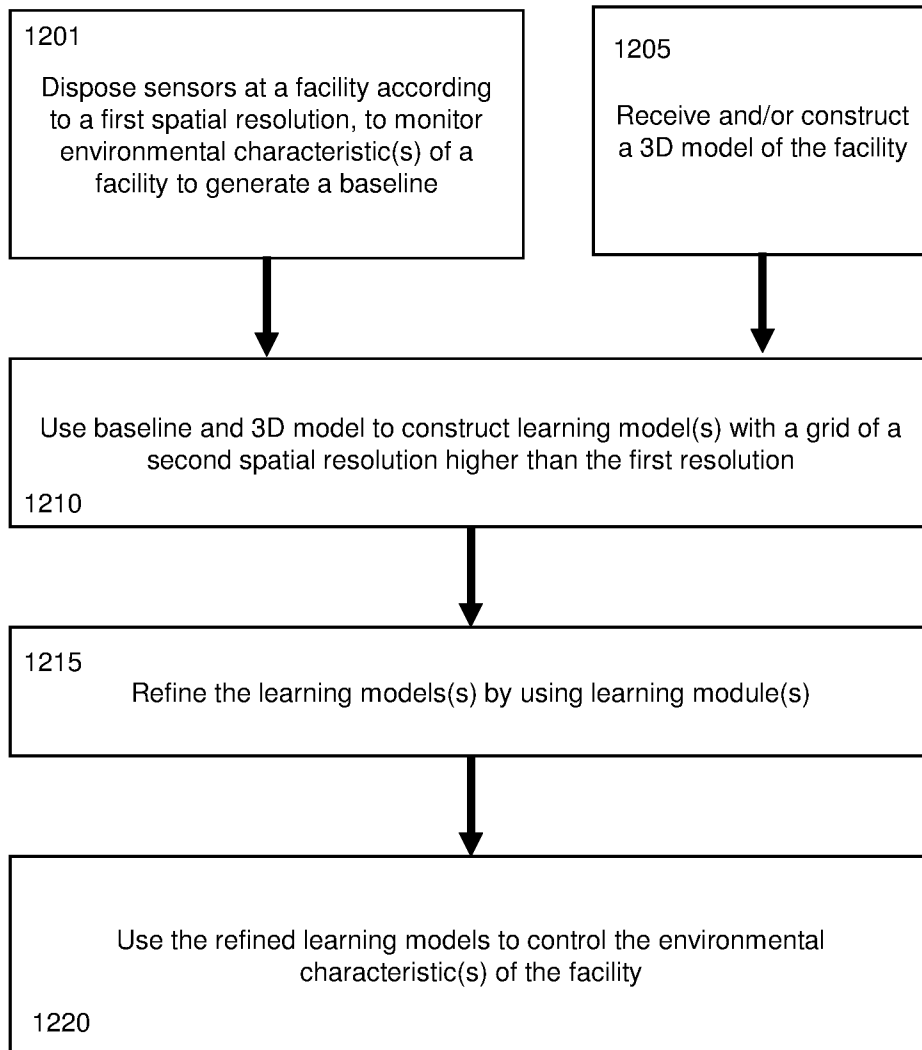 1201
Dispose sensors at a facility according
to a first spatial resolution, to monitor
environmental characteristic(s) of a
facility to generate a baseline
1205
Receive and/or construct
a 3D model of the facility
Use baseline and 3D model to construct learning model(s) with a grid of a
second spatial resolution higher than the first resolution
1210
1215
Refine the learning models(s) by using learning module(s)
Use the refined learning models to control the environmental
characteristic(s) of the facility
1220